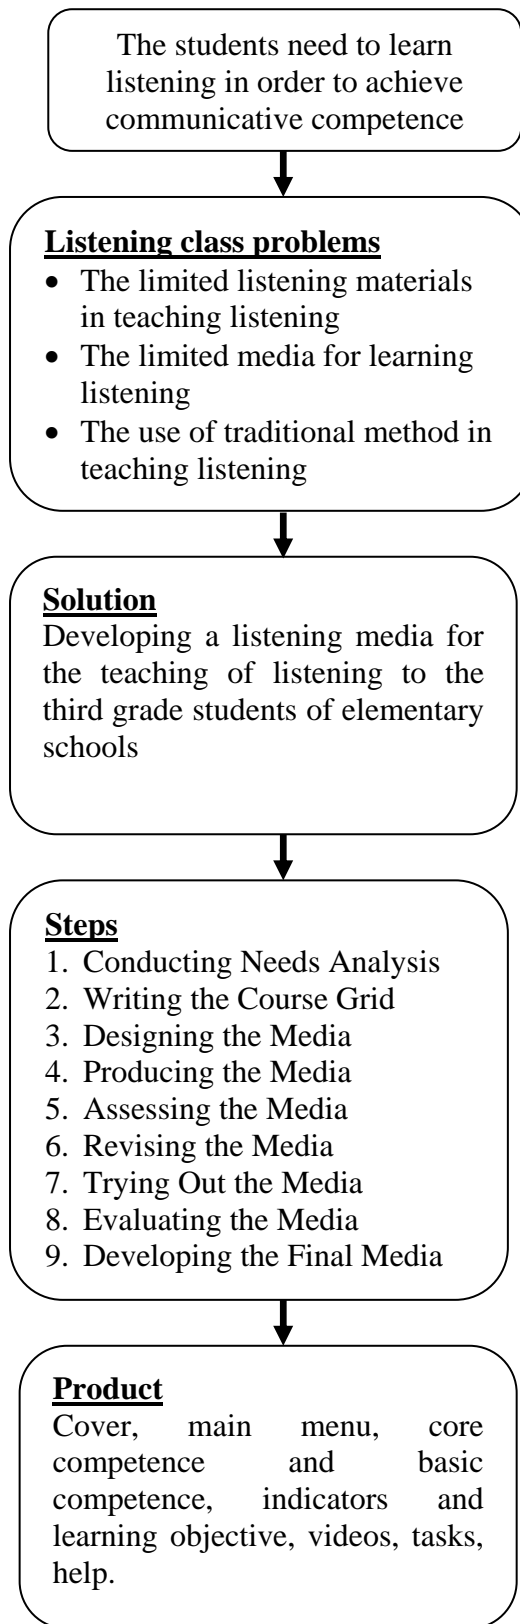 The students need to learn
listening in order to achieve
communicative competence
Listening class problems
• The limited listening materials
in teaching listening
• The limited media for learning
listening
• The use of traditional method in
teaching listening
Solution
Developing a listening media for
the teaching of listening to the
third grade students of elementary
schools
Steps
1. Conducting Needs Analysis
2. Writing the Course Grid
3. Designing the Media
4. Producing the Media
5. Assessing the Media
6. Revising the Media
7. Trying Out the Media
8. Evaluating the Media
9. Developing the Final Media
Product
Cover, main menu, core
competence and basic
competence, indicators and
learning objective, videos, tasks,
help.